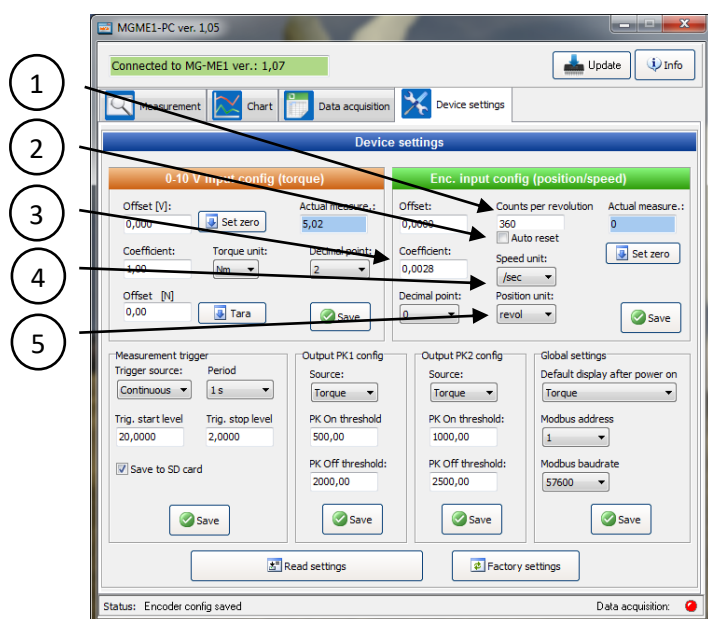 MGME1-PC ver. 1,05
Connected to MG-ME1 ver.: 1,07
Update
Info
1
2
3
4
5
Measurement
Chart
Data acquisition
Device settings
Device settings
0-10 V input config (torque)
Offset [V]:
0,000
Set zero
Actual measure.:
5,02
Coefficient:
1,00
Torque unit:
Nm
Decimal point:
2
Offset [N]
0,00
Tara
Save
Enc. input config (position/speed)
Offset:
0,0000
Counts per revolution
360
Auto reset
Actual measure.:
0
Set zero
Coefficient:
0,0028
Speed unit:
/sec
Decimal point:
0
Position unit:
revol
Save
Measurement trigger
Trigger source:
Continuous
Period
1 s
Trig. start level
20,0000
Trig. stop level
2,0000
Save to SD card
Save
Output PK1 config
Source:
Torque
PK On threshold
500,00
PK Off threshold:
2000,00
Save
Output PK2 config
Source:
Torque
PK On threshold:
1000,00
PK Off threshold:
2500,00
Save
Global settings
Default display after power on
Torque
Modbus address
1
Modbus baudrate
57600
Save
Read settings
Factory settings
Status: Encoder config saved
Data acquisition: